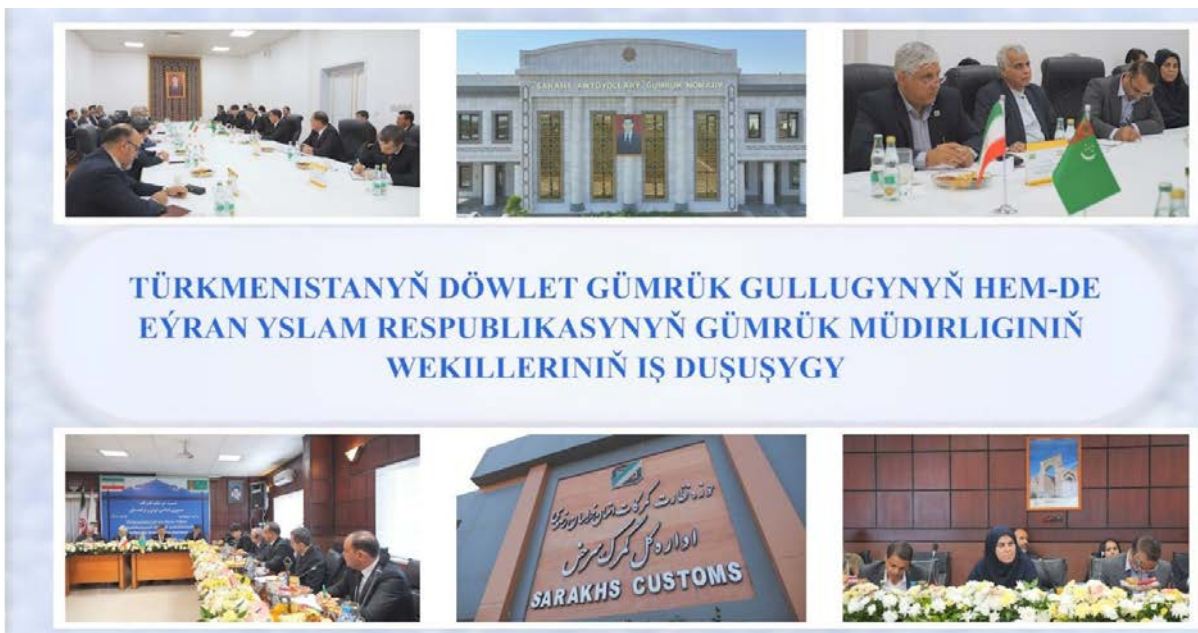 SARAKHS AWTOÝOLLARY GÜMRÜK NOKADY
TÜRKMENISTANYŇ DÖWLET GÜMRÜK GULLUGYNYŇ HEM-DE
EÝRAN YSLAM RESPUBLIKASYNYŇ GÜMRÜK MÜDIRLIGINIŇ
WEKILLERINIŇ IŞ DUŞUŞYGY
اداره کل گمرک سرخس
SARAKHS CUSTOMS